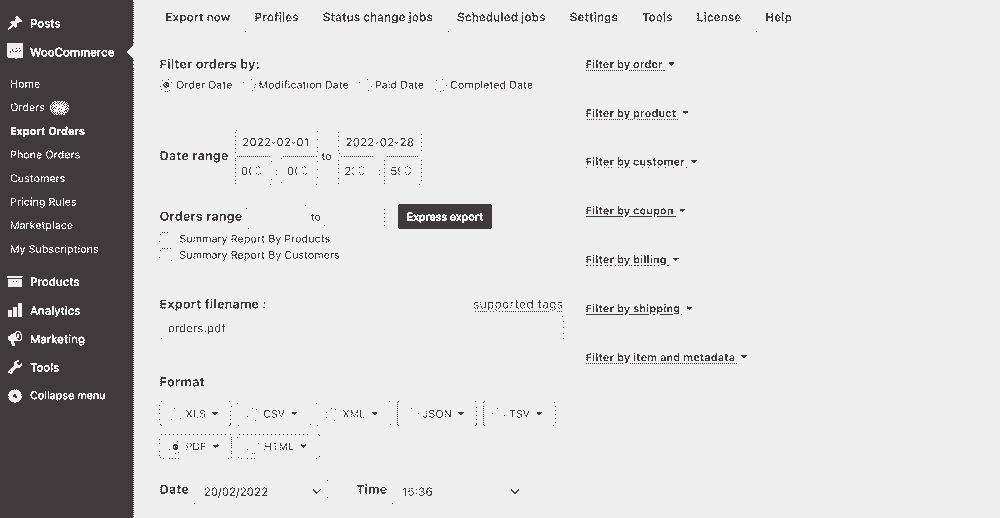 Posts
WooCommerce
Home
Orders
Export Orders
Phone Orders
Customers
Pricing Rules
Marketplace
My Subscriptions
Products
Analytics
Marketing
Tools
Collapse menu
Export now Profiles Status change jobs Scheduled jobs Settings Tools License Help
Filter orders by:
Order Date Modification Date Paid Date Completed Date
Date range 2022-02-01 to 2022-02-28
Orders range to Express export
Summary Report By Products
Summary Report By Customers
Export filename : supported tags
orders.pdf
Format
XLS CSV XML JSON TSV
PDF HTML
Date 20/02/2022 Time 16:36
Filter by order
Filter by product
Filter by customer
Filter by coupon
Filter by billing
Filter by shipping
Filter by item and metadata